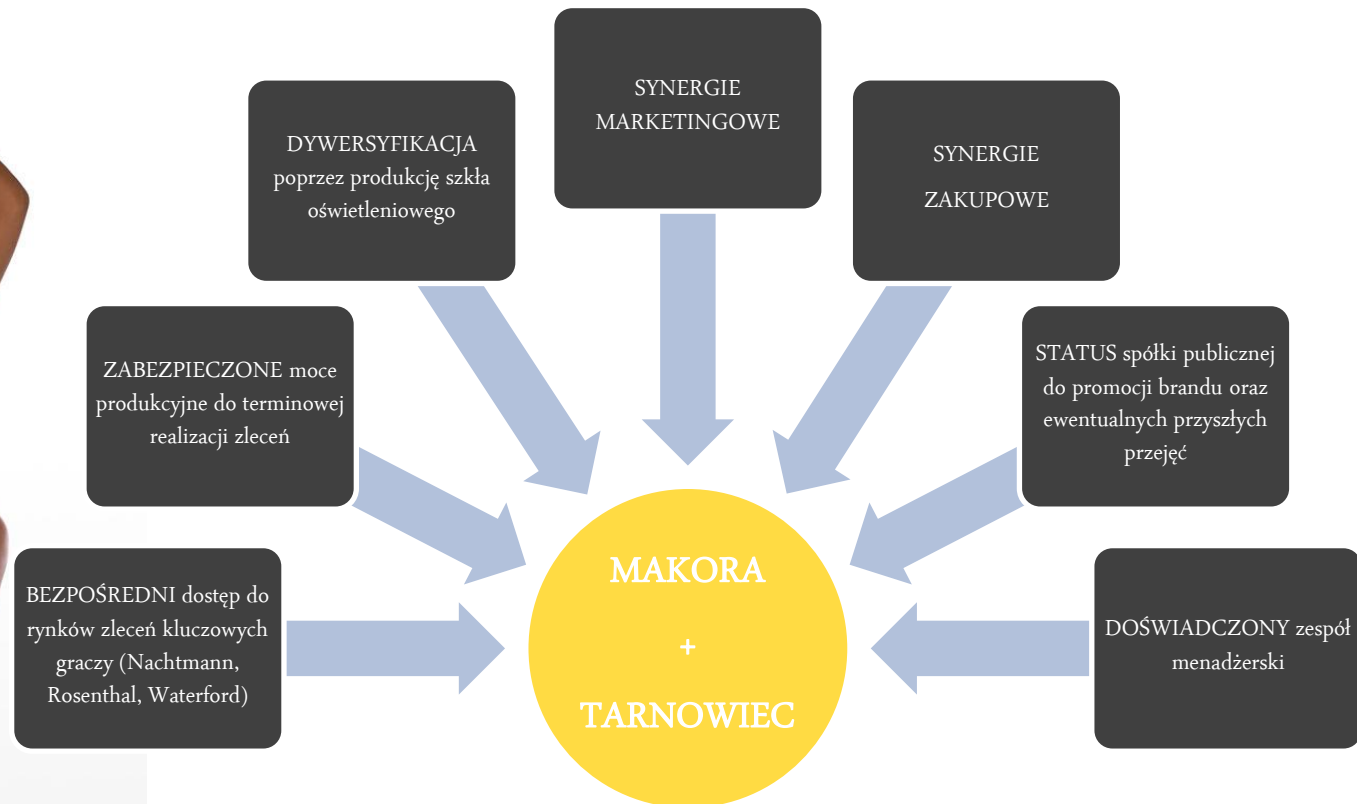 SYNERGIE
MARKETINGOWE
DYWERSYFIKACJA
poprzez produkcję szkła
oświetleniowego
SYNERGIE
ZAKUPOWE
ZABEZPIECZONE moce
produkcyjne do terminowej
realizacji zleceń
STATUS spółki publicznej
do promocji brandu oraz
ewentualnych przyszłych
przejęć
BEZPOŚREDNI dostęp do
rynków zleceń kluczowych
graczy (Nachtmann,
Rosenthal, Waterford)
MAKORA
+
TARNOWIEC
DOŚWIADCZONY zespół
menadżerski